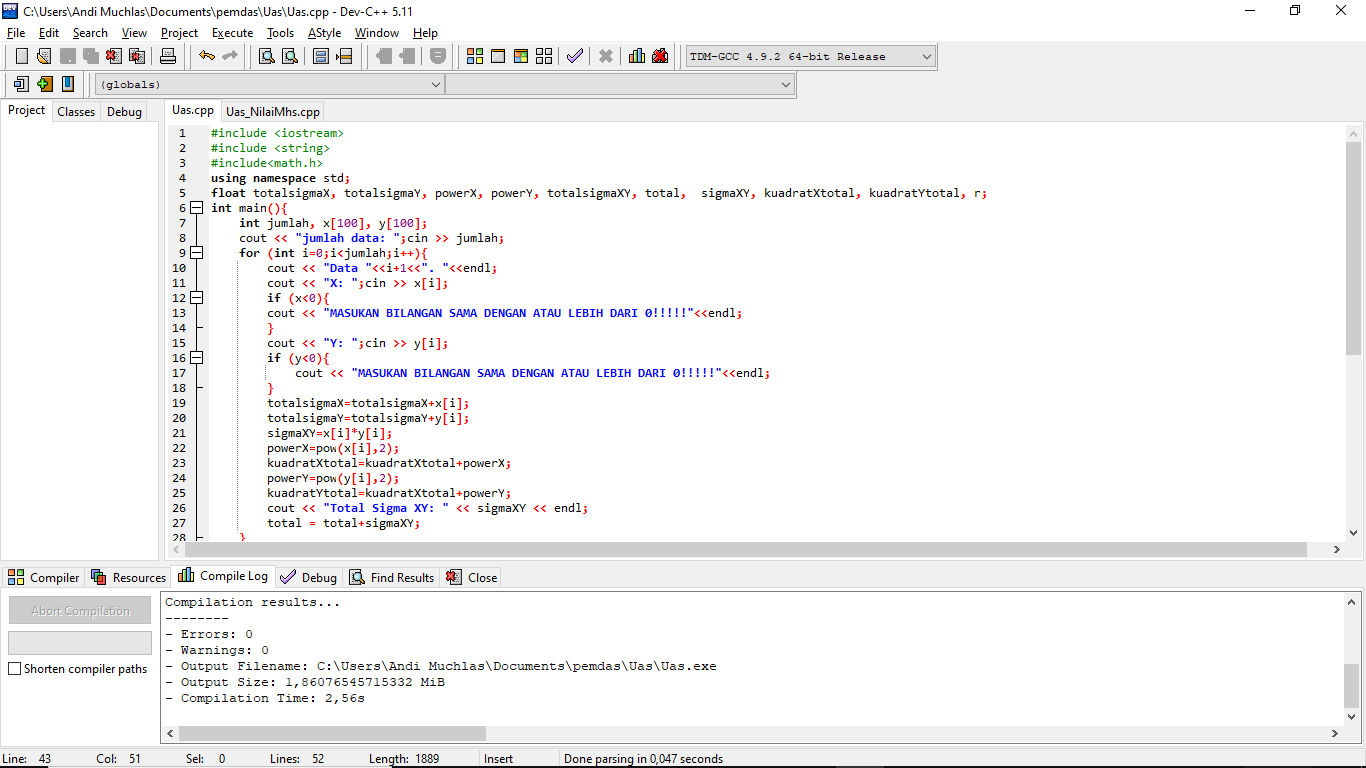 C:\Users\Andi Muchlas\Documents\pemdas\Uas\Uas.cpp - Dev-C++ 5.11
File Edit Search View Project Execute Tools AStyle Window Help
TDM-GCC 4.9.2 64-bit Release
(globals)
Project Classes Debug Uas.cpp Uas_NilaiMhs.cpp
1 #include <iostream>
2 #include <string>
3 #include<math.h>
4 using namespace std;
5 float totalsigmaX, totalsigmaY, powerX, powerY, totalsigmaXY, total,  sigmaXY, kuadratXtotal, kuadratYtotal, r;
6 int main(){
7 int jumlah, x[100], y[100];
8 cout << "jumlah data: ";cin >> jumlah;
9 for (int i=0;i<jumlah;i++){
10 cout << "Data "<<i+1<<". "<<endl;
11 cout << "X: ";cin >> x[i];
12 if (x<0){
13 cout << "MASUKAN BILANGAN SAMA DENGAN ATAU LEBIH DARI 0!!!!!"<<endl;
14 }
15 cout << "Y: ";cin >> y[i];
16 if (y<0){
17 cout << "MASUKAN BILANGAN SAMA DENGAN ATAU LEBIH DARI 0!!!!!"<<endl;
18 }
19 totalsigmaX=totalsigmaX+x[i];
20 totalsigmaY=totalsigmaY+y[i];
21 sigmaXY=x[i]*y[i];
22 powerX=pow(x[i],2);
23 kuadratXtotal=kuadratXtotal+powerX;
24 powerY=pow(y[i],2);
25 kuadratYtotal=kuadratXtotal+powerY;
26 cout << "Total Sigma XY: " << sigmaXY << endl;
27 total = total+sigmaXY;
28 }
Compiler Resources Compile Log Debug Find Results Close
Abort Compilation
Shorten compiler paths
Compilation results...
--------
- Errors: 0
- Warnings: 0
- Output Filename: C:\Users\Andi Muchlas\Documents\pemdas\Uas\Uas.exe
- Output Size: 1,86076545715332 MiB
- Compilation Time: 2,56s
Line: 43 Col: 51 Sel: 0 Lines: 52 Length: 1889 Insert Done parsing in 0,047 seconds